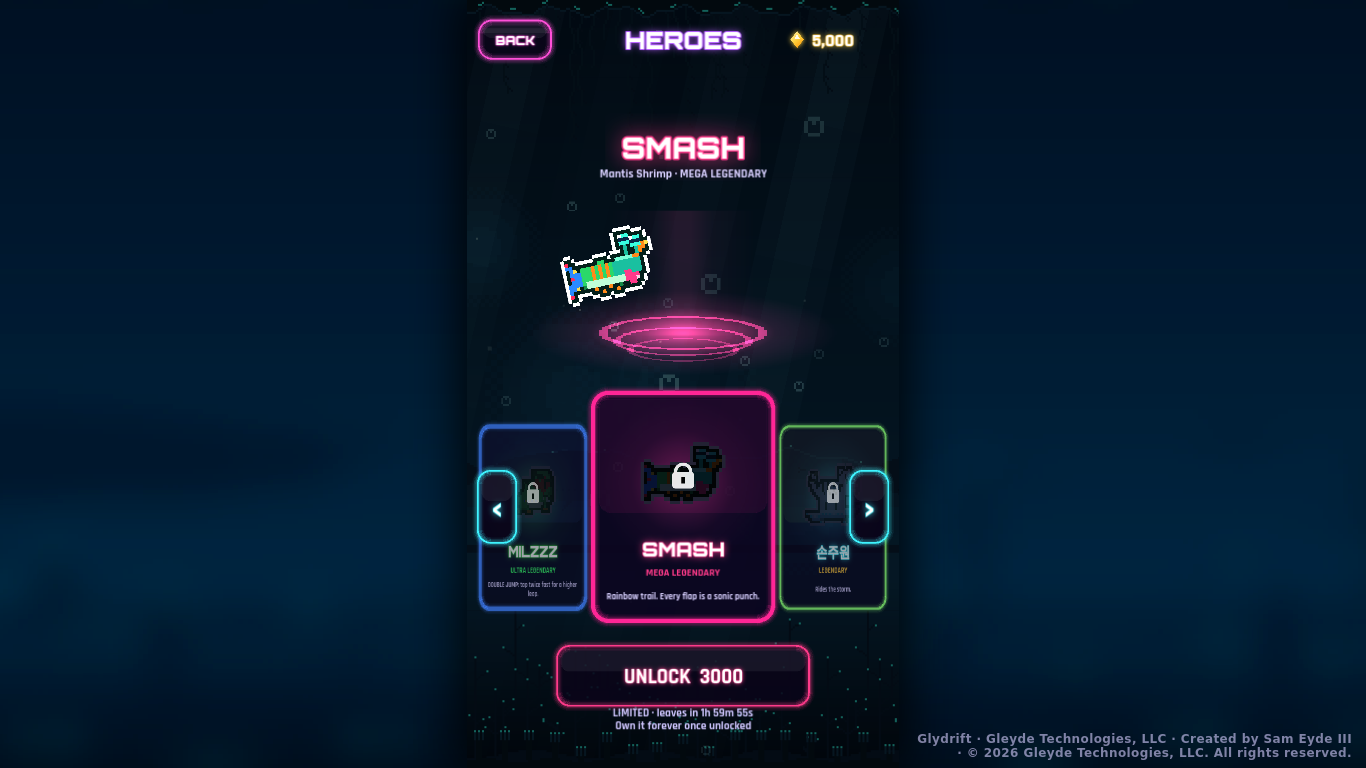 BACK
HEROES
5,000
SMASH
Mantis Shrimp · MEGA LEGENDARY
<
>
MILZZZ
ULTRA LEGENDARY
DOUBLE JUMP: tap twice fast for a higher
loop.
SMASH
MEGA LEGENDARY
Rainbow trail. Every flap is a sonic punch.
손주원
LEGENDARY
Rides the storm.
UNLOCK 3000
LIMITED · leaves in 1h 59m 55s
Own it forever once unlocked
Glydrift · Gleyde Technologies, LLC · Created by Sam Eyde III
· © 2026 Gleyde Technologies, LLC. All rights reserved.